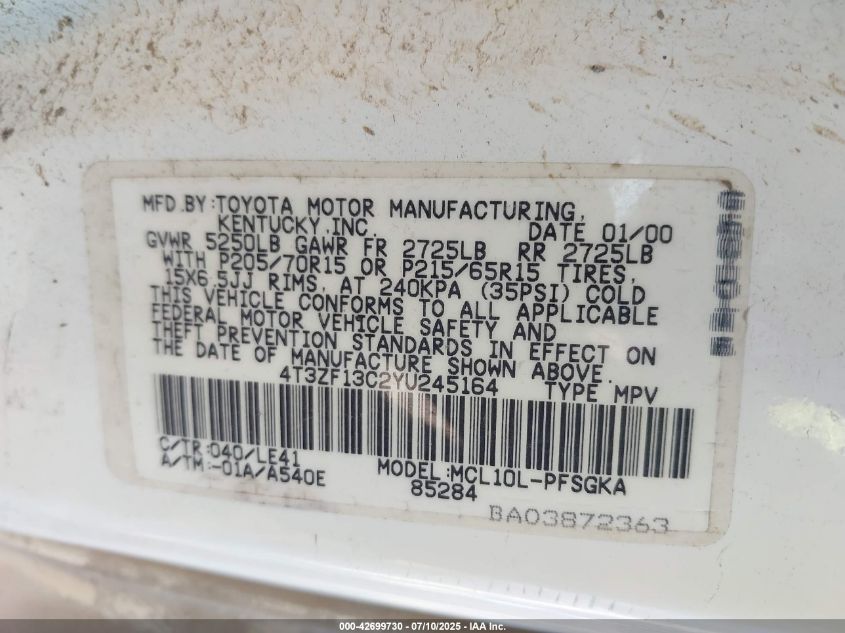 MFD.BY:TOYOTA MOTOR MANUFACTURING,
KENTUCKY,INC. DATE 01/00
GVWR 5250LB GAWR FR 2725LB RR 2725LB
WITH P205/70R15 OR P215/65R15 TIRES,
15X6.5JJ RIMS, AT 240KPA (35PSI) COLD
THIS VEHICLE CONFORMS TO ALL APPLICABLE
FEDERAL MOTOR VEHICLE SAFETY AND
THEFT PREVENTION STANDARDS IN EFFECT ON
THE DATE OF MANUFACTURE SHOWN ABOVE.
4T3ZF13C2YU245164 TYPE MPV
C/TR:040/LE41
A/TM:-01A/A540E
MODEL:MCL10L-PFSGKA
85284
BA03872363
000-42699730 - 07/10/2025 - IAA Inc.